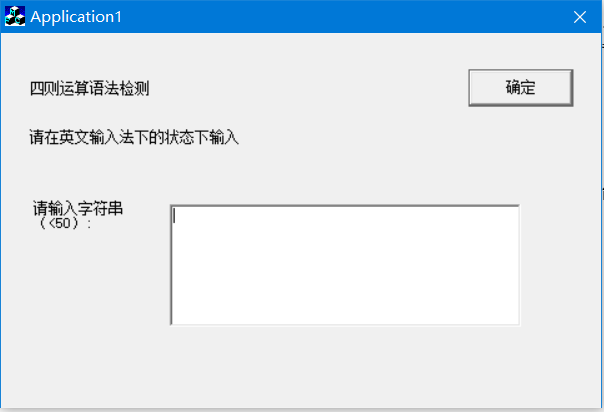 Application1
四则运算语法检测
确定
请在英文输入法下的状态下输入
请输入字符串
（<50）: